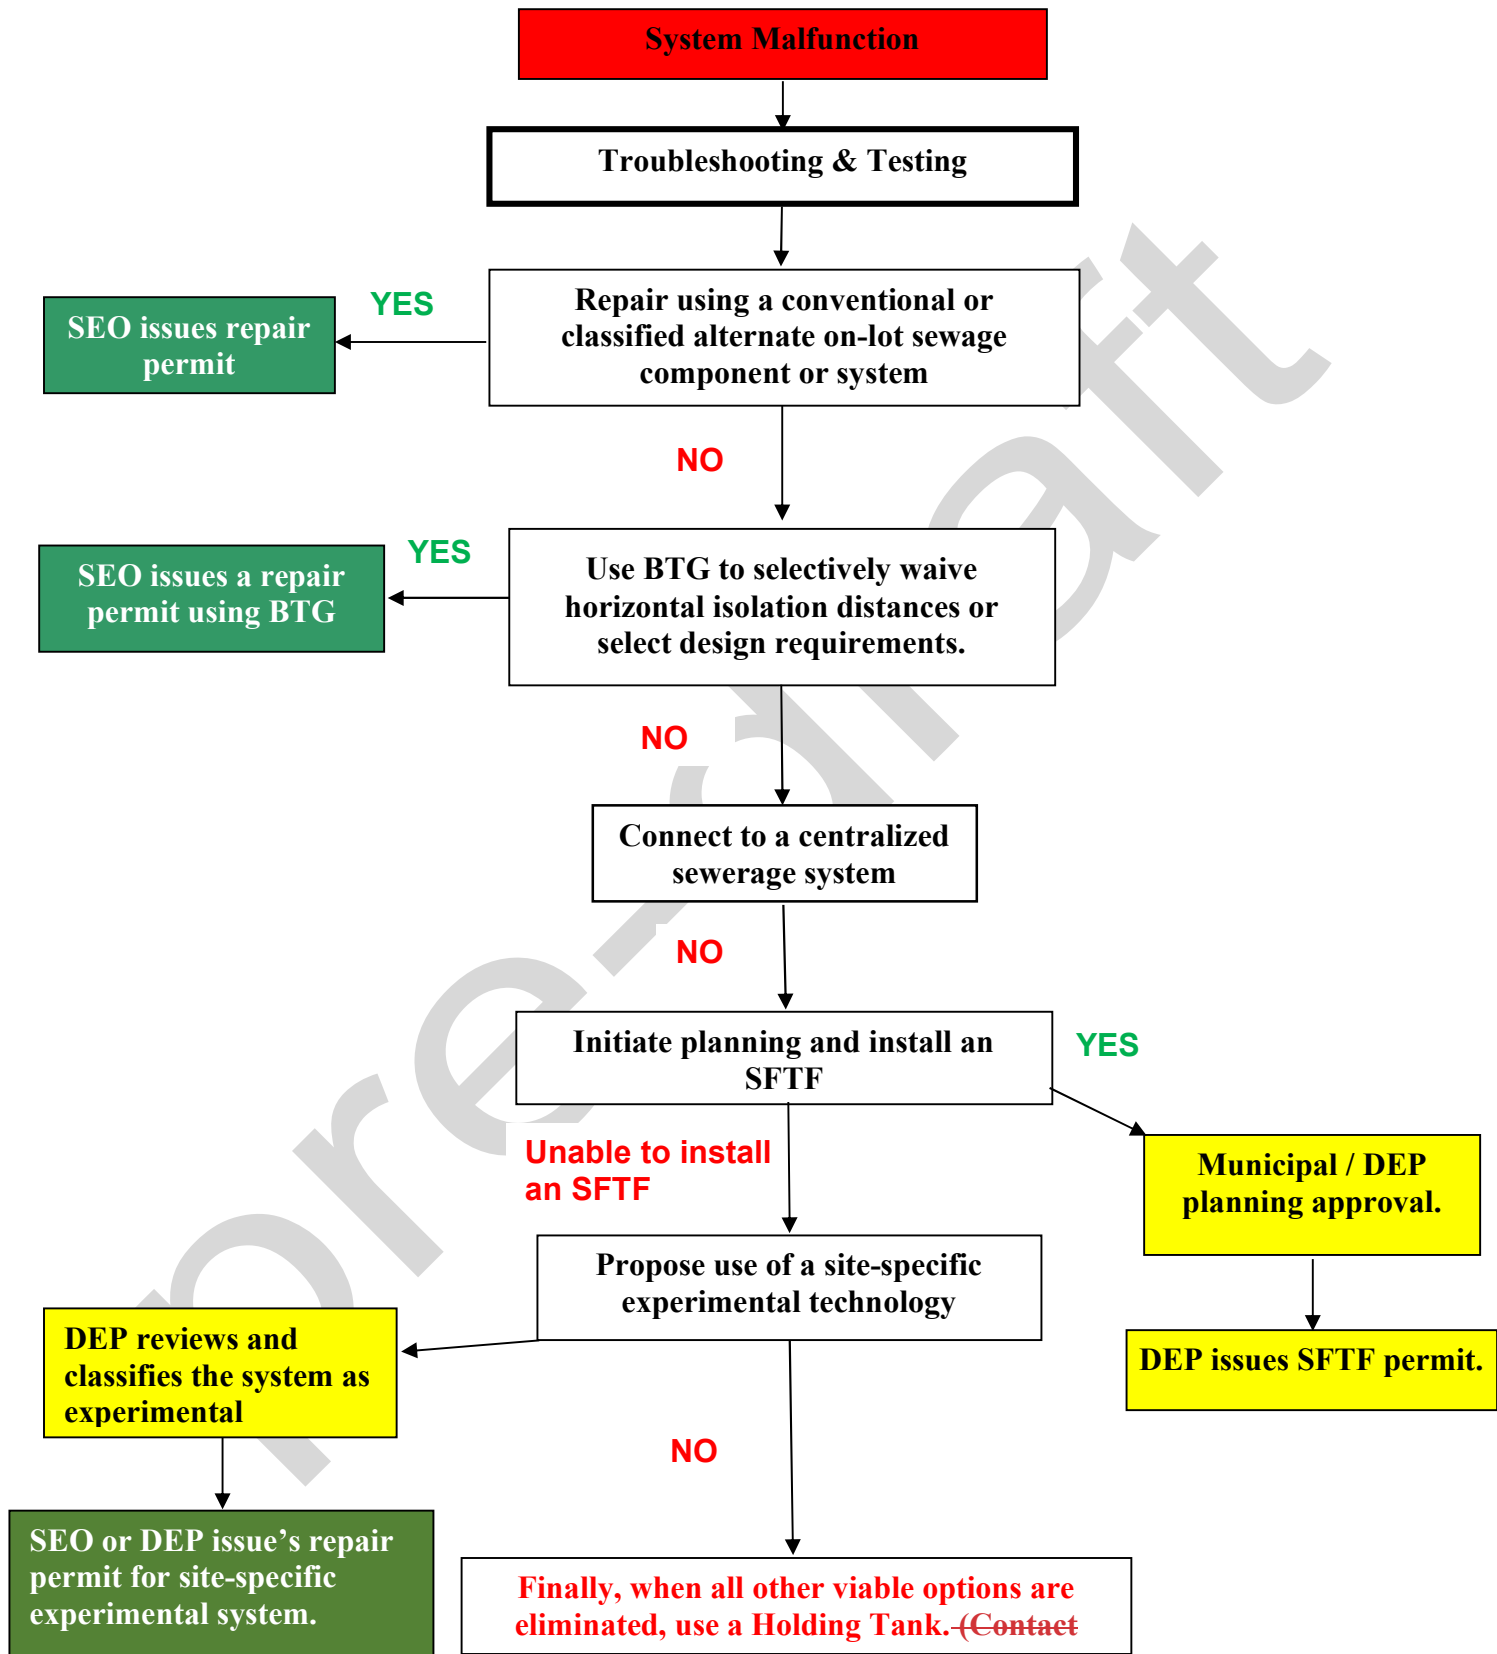 System Malfunction
Troubleshooting & Testing
Repair using a conventional or
classified alternate on-lot sewage
component or system
YES
SEO issues repair
permit
NO
Use BTG to selectively waive
horizontal isolation distances or
select design requirements.
YES
SEO issues a repair
permit using BTG
NO
Connect to a centralized
sewerage system
NO
Initiate planning and install an
SFTF
YES
Municipal / DEP
planning approval.
DEP issues SFTF permit.
Unable to install
an SFTF
Propose use of a site-specific
experimental technology
DEP reviews and
classifies the system as
experimental
SEO or DEP issue's repair
permit for site-specific
experimental system.
NO
Finally, when all other viable options are
eliminated, use a Holding Tank. (Contact
pre-draft